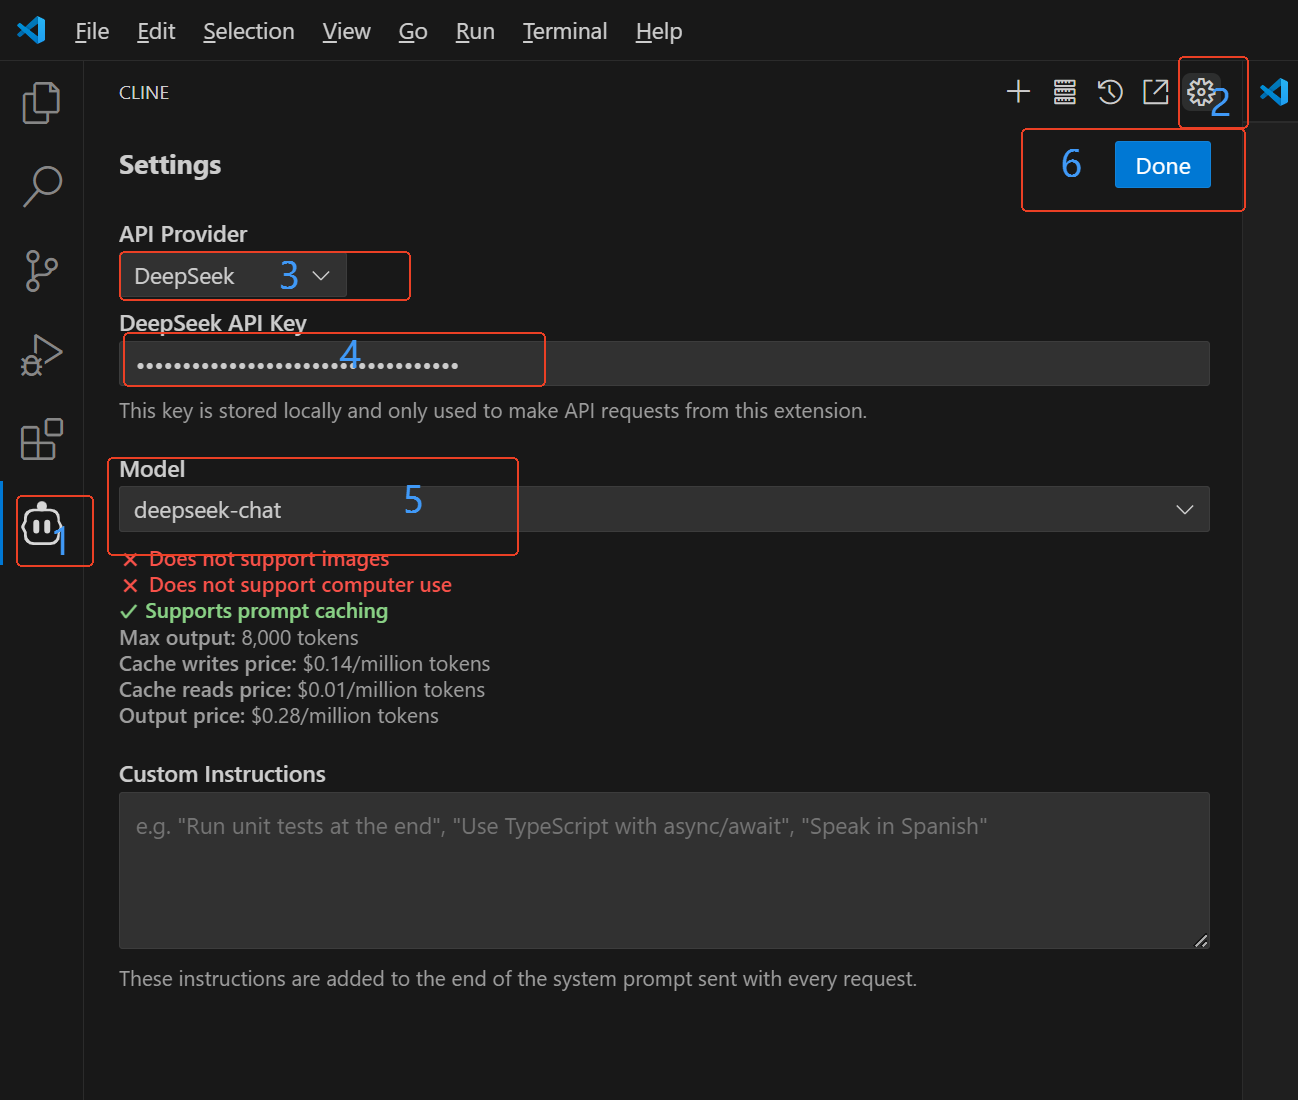 File Edit Selection View Go Run Terminal Help
CLINE
2
Settings
6 Done
API Provider
DeepSeek 3
DeepSeek API Key
4
•••••••••••••••••••••••••••••••••••
This key is stored locally and only used to make API requests from this extension.
Model
deepseek-chat 5
1
Does not support images
Does not support computer use
Supports prompt caching
Max output: 8,000 tokens
Cache writes price: $0.14/million tokens
Cache reads price: $0.01/million tokens
Output price: $0.28/million tokens
Custom Instructions
e.g. "Run unit tests at the end", "Use TypeScript with async/await", "Speak in Spanish"
These instructions are added to the end of the system prompt sent with every request.